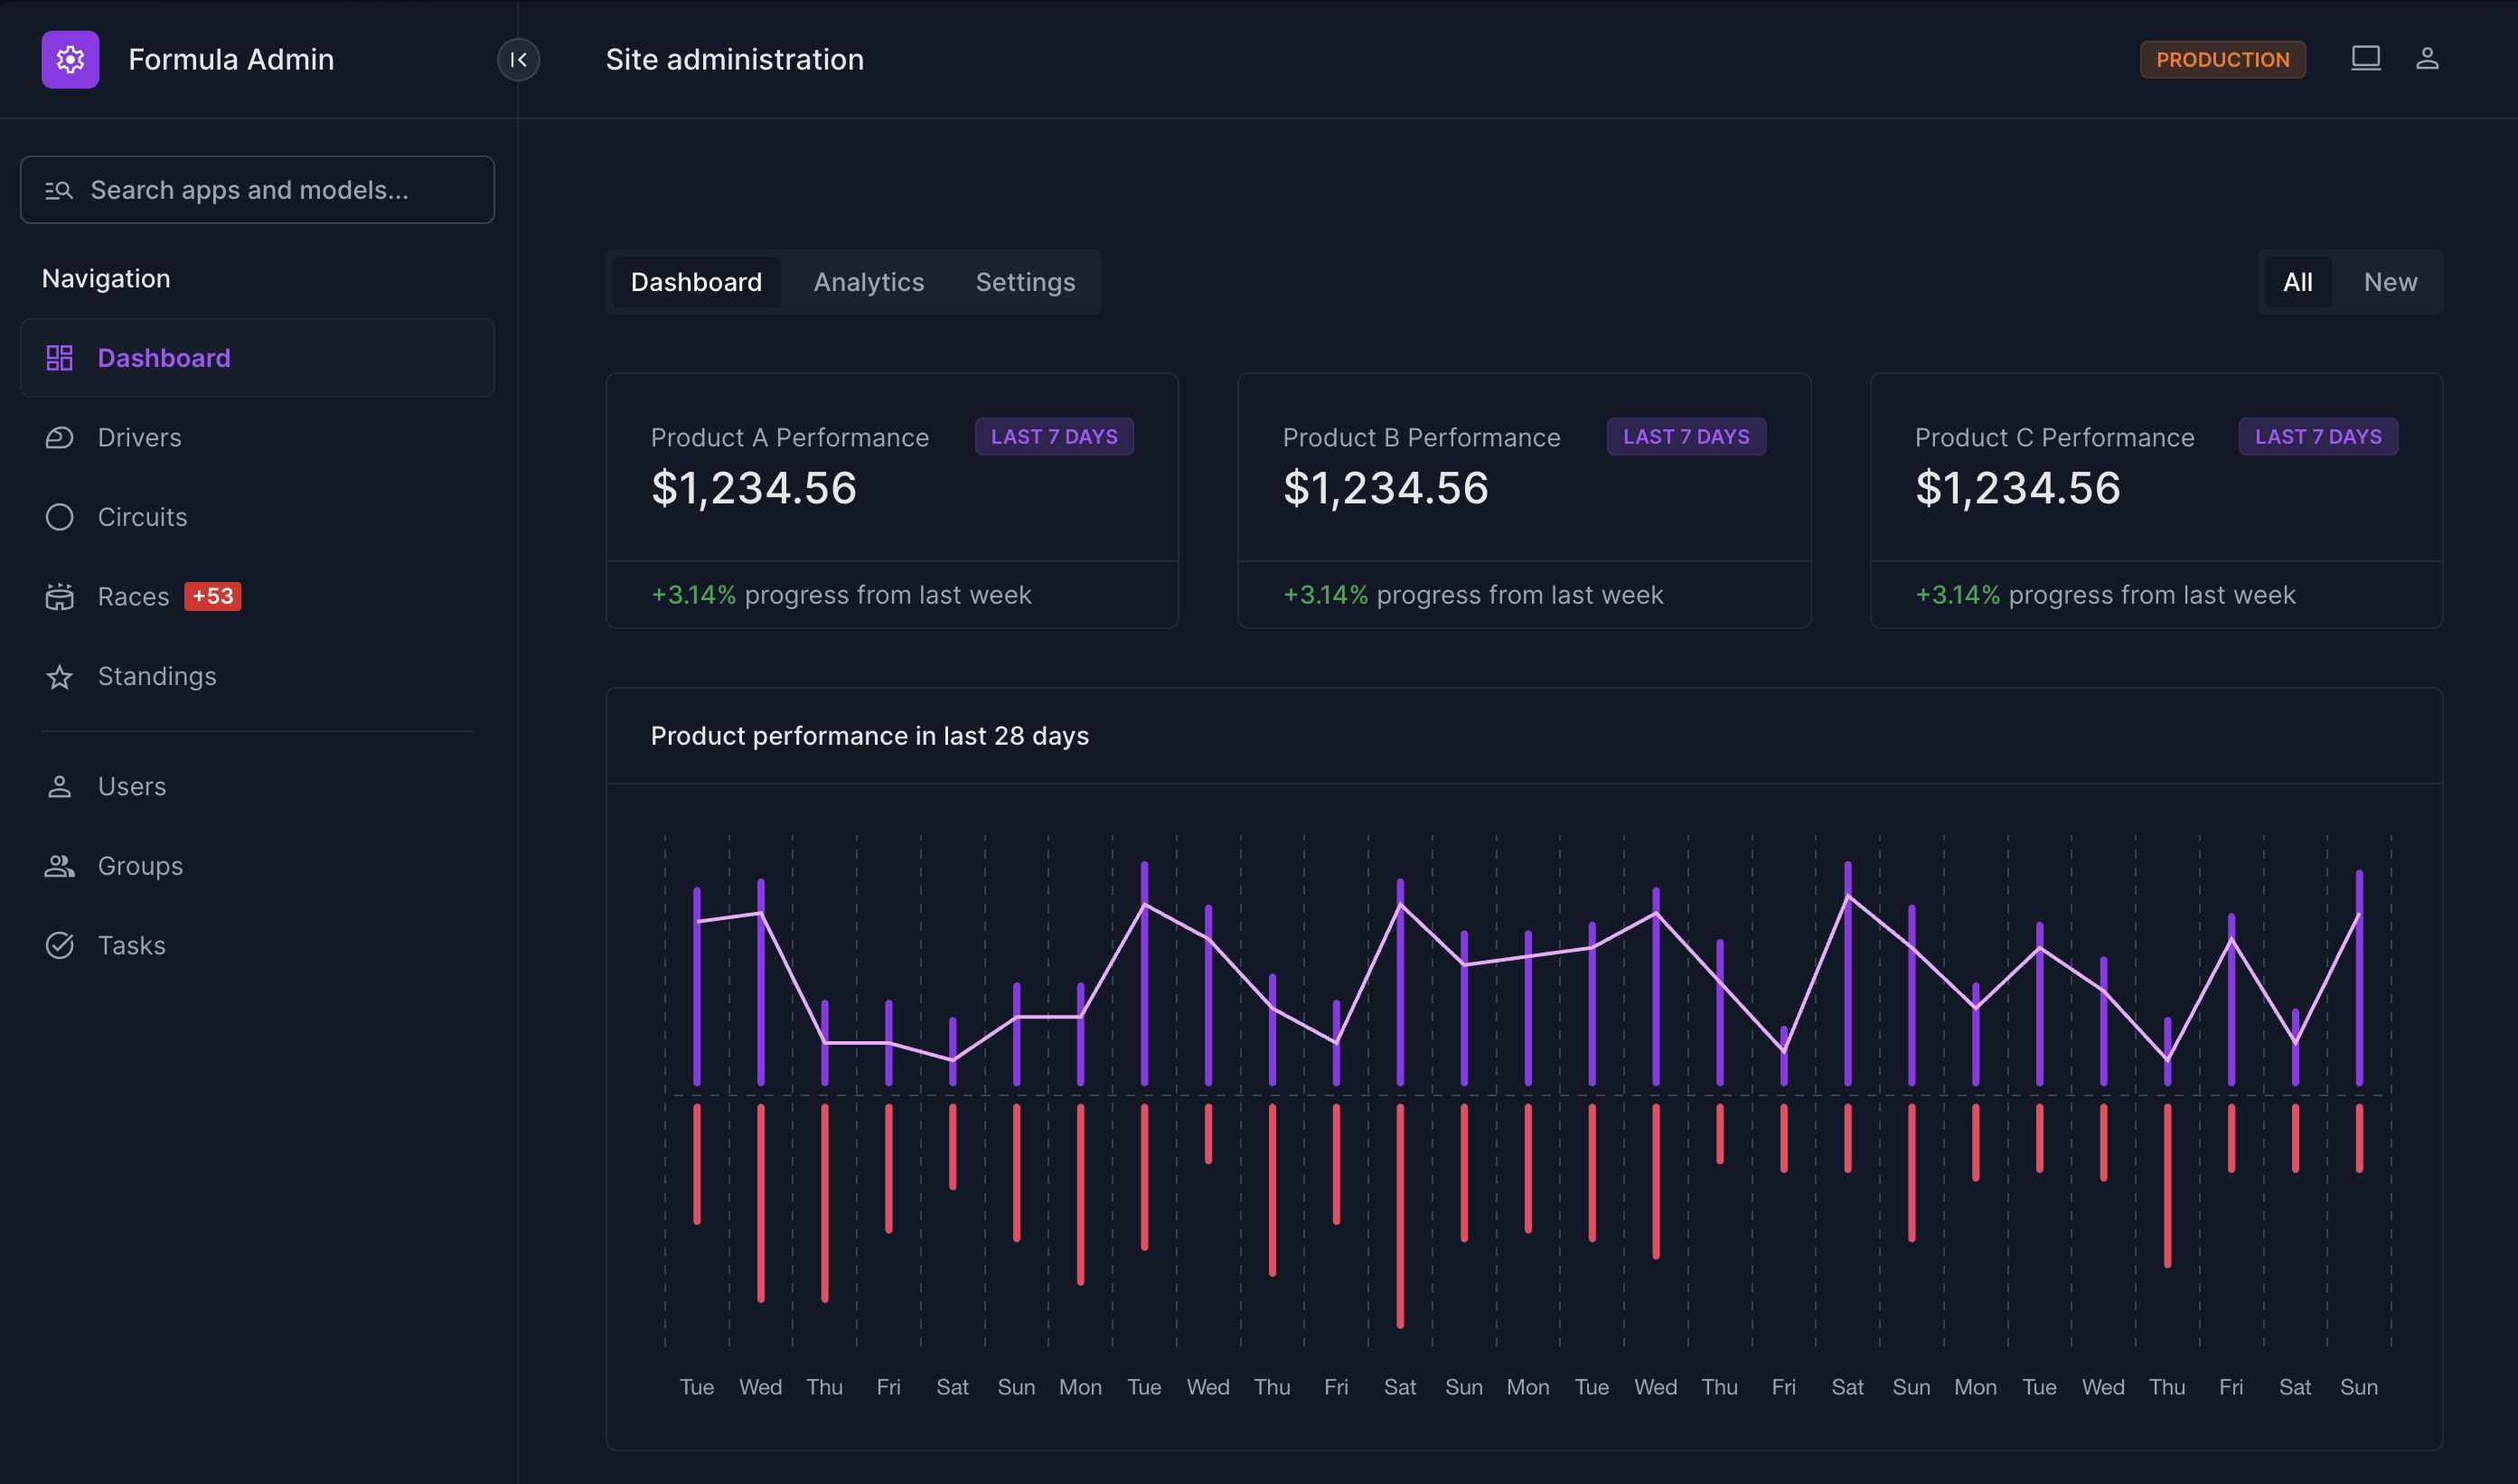 Formula Admin
Site administration
PRODUCTION
Search apps and models...
Navigation
Dashboard
Drivers
Circuits
Races +53
Standings
Users
Groups
Tasks
Dashboard Analytics Settings
All New
Product A Performance LAST 7 DAYS
$1,234.56
+3.14% progress from last week
Product B Performance LAST 7 DAYS
$1,234.56
+3.14% progress from last week
Product C Performance LAST 7 DAYS
$1,234.56
+3.14% progress from last week
Product performance in last 28 days
Tue Wed Thu Fri Sat Sun Mon Tue Wed Thu Fri Sat Sun Mon Tue Wed Thu Fri Sat Sun Mon Tue Wed Thu Fri Sat Sun